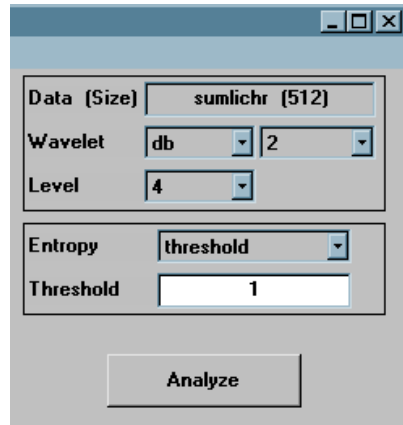 Data (Size) sumlichr (512)
Wavelet db 2
Level 4
Entropy threshold
Threshold 1
Analyze